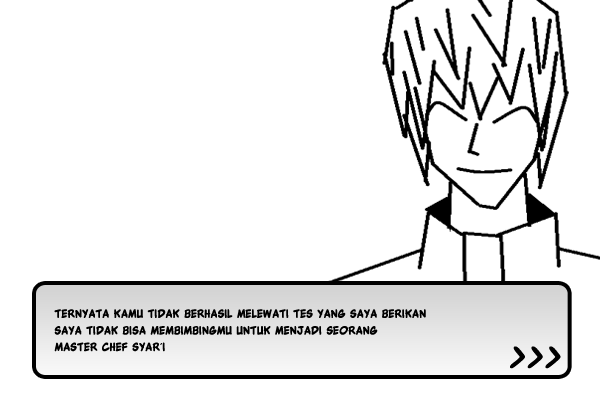 TERNYATA KAMU TIDAK BERHASIL MELEWATI TES YANG SAYA BERIKAN
SAYA TIDAK BISA MEMBIMBINGMU UNTUK MENJADI SEORANG
MASTER CHEF SYAR'I